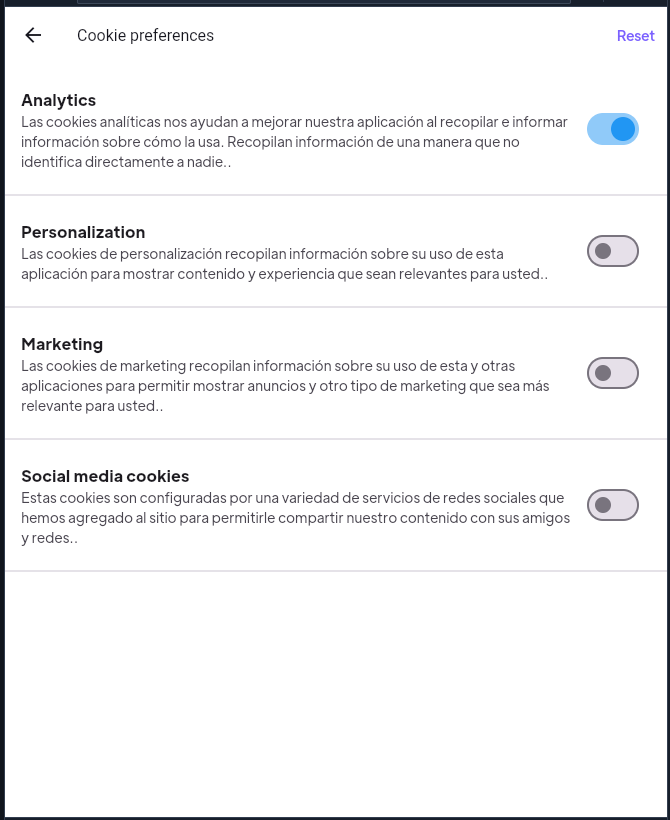 Cookie preferences
Reset
Analytics
Las cookies analíticas nos ayudan a mejorar nuestra aplicación al recopilar e informar
información sobre cómo la usa. Recopilan información de una manera que no
identifica directamente a nadie..
Personalization
Las cookies de personalización recopilan información sobre su uso de esta
aplicación para mostrar contenido y experiencia que sean relevantes para usted..
Marketing
Las cookies de marketing recopilan información sobre su uso de esta y otras
aplicaciones para permitir mostrar anuncios y otro tipo de marketing que sea más
relevante para usted..
Social media cookies
Estas cookies son configuradas por una variedad de servicios de redes sociales que
hemos agregado al sitio para permitirle compartir nuestro contenido con sus amigos
y redes..